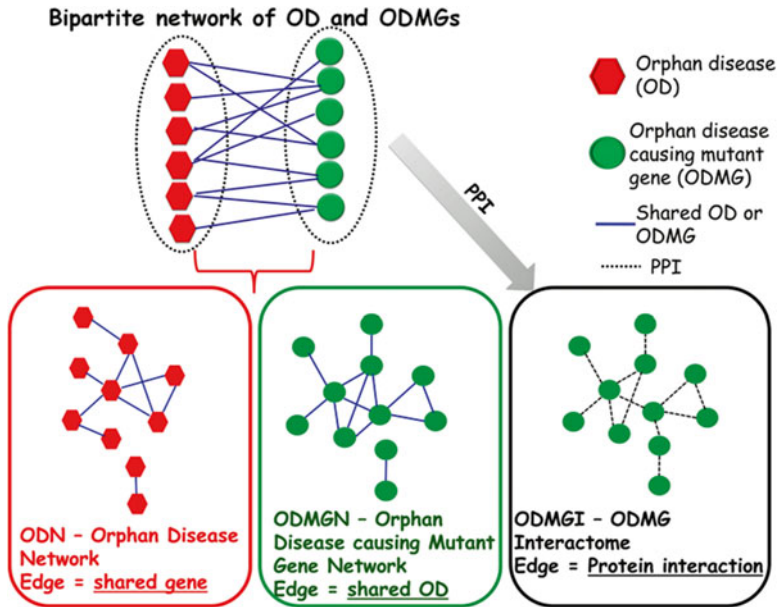 Bipartite network of OD and ODMGs
Orphan disease
(OD)
Orphan disease
causing mutant
gene (ODMG)
Shared OD or
ODMG
PPI
PPI
ODN – Orphan Disease
Network
Edge = shared gene
ODMGN – Orphan
Disease causing Mutant
Gene Network
Edge = shared OD
ODMGI – ODMG
Interactome
Edge = Protein interaction